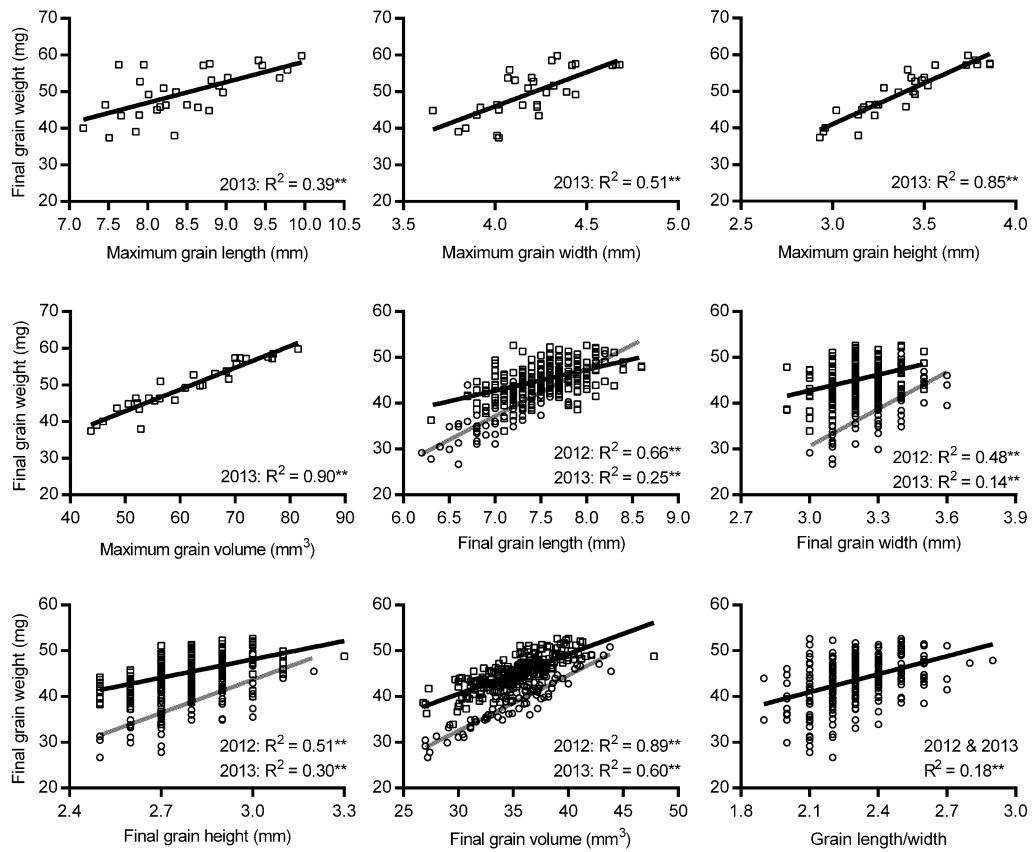 Final grain weight (mg)
70
60
50
40
30
20
2013: R² = 0.39**
7.0 7.5 8.0 8.5 9.0 9.5 10.0 10.5
Maximum grain length (mm)
70
60
50
40
30
20
2013: R² = 0.51**
3.5 4.0 4.5 5.0
Maximum grain width (mm)
70
60
50
40
30
20
2013: R² = 0.85**
2.5 3.0 3.5 4.0
Maximum grain height (mm)
Final grain weight (mg)
70
60
50
40
30
20
2013: R² = 0.90**
40 50 60 70 80 90
Maximum grain volume (mm³)
60
50
40
30
20
2012: R² = 0.66**
2013: R² = 0.25**
6.0 6.5 7.0 7.5 8.0 8.5 9.0
Final grain length (mm)
60
50
40
30
20
2012: R² = 0.48**
2013: R² = 0.14**
2.7 3.0 3.3 3.6 3.9
Final grain width (mm)
Final grain weight (mg)
60
50
40
30
20
2012: R² = 0.51**
2013: R² = 0.30**
2.4 2.7 3.0 3.3
Final grain height (mm)
60
50
40
30
20
2012: R² = 0.89**
2013: R² = 0.60**
25 30 35 40 45 50
Final grain volume (mm³)
60
50
40
30
20
2012 & 2013
R² = 0.18**
1.8 2.1 2.4 2.7 3.0
Grain length/width